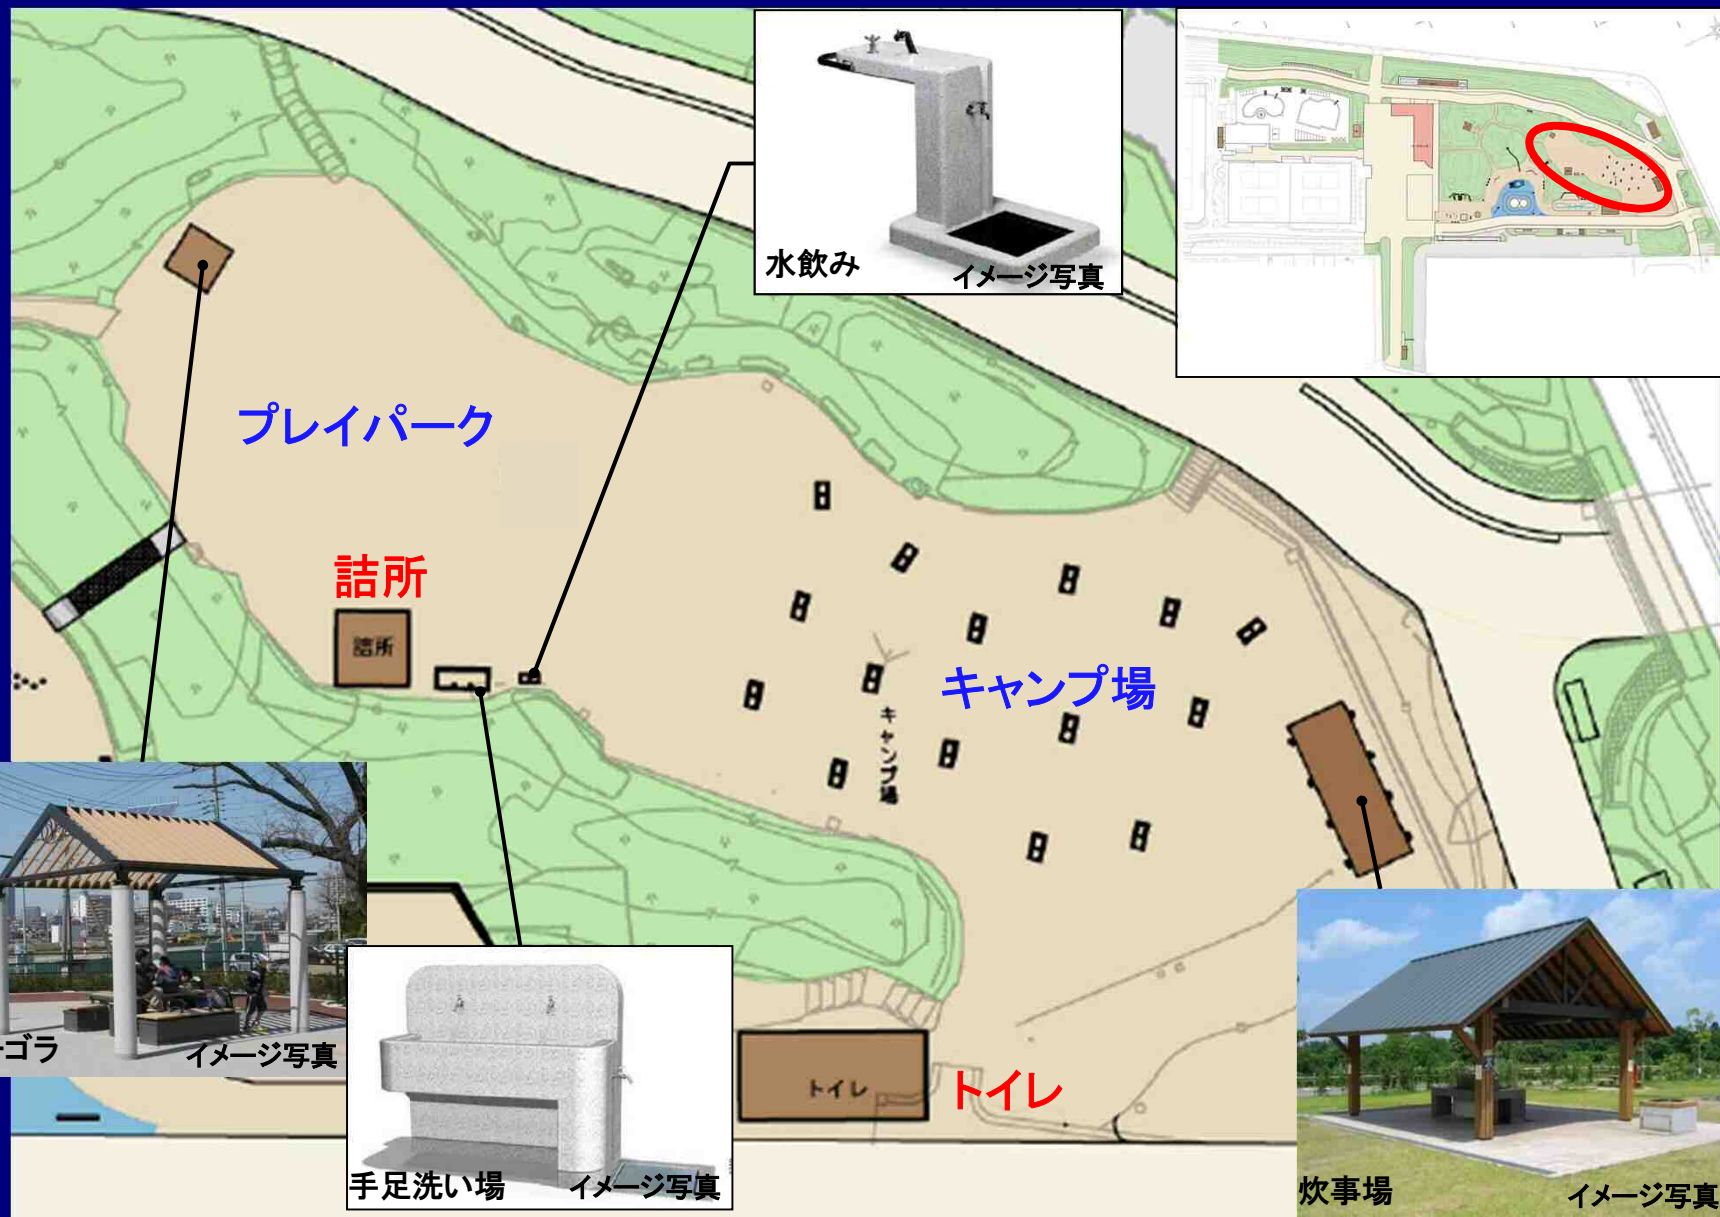 水飲み
イメージ写真
プレイパーク
詰所
詰所
キャンプ場
キャンプ場
ーゴラ
イメージ写真
トイレ
トイレ
手足洗い場
イメージ写真
炊事場
イメージ写真